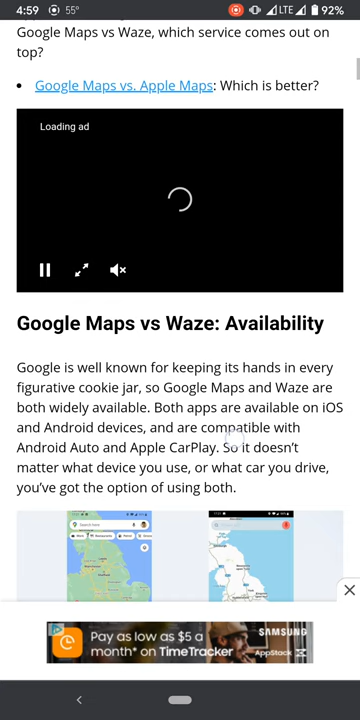 4:59 55° LTE 92%
Google Maps vs Waze, which service comes out on
top?
• Google Maps vs. Apple Maps: Which is better?
Loading ad
Google Maps vs Waze: Availability
Google is well known for keeping its hands in every
figurative cookie jar, so Google Maps and Waze are
both widely available. Both apps are available on iOS
and Android devices, and are compatible with
Android Auto and Apple CarPlay. So it doesn't
matter what device you use, or what car you drive,
you've got the option of using both.
Pay as low as $5 a
month* on TimeTracker
SAMSUNG
AppStack